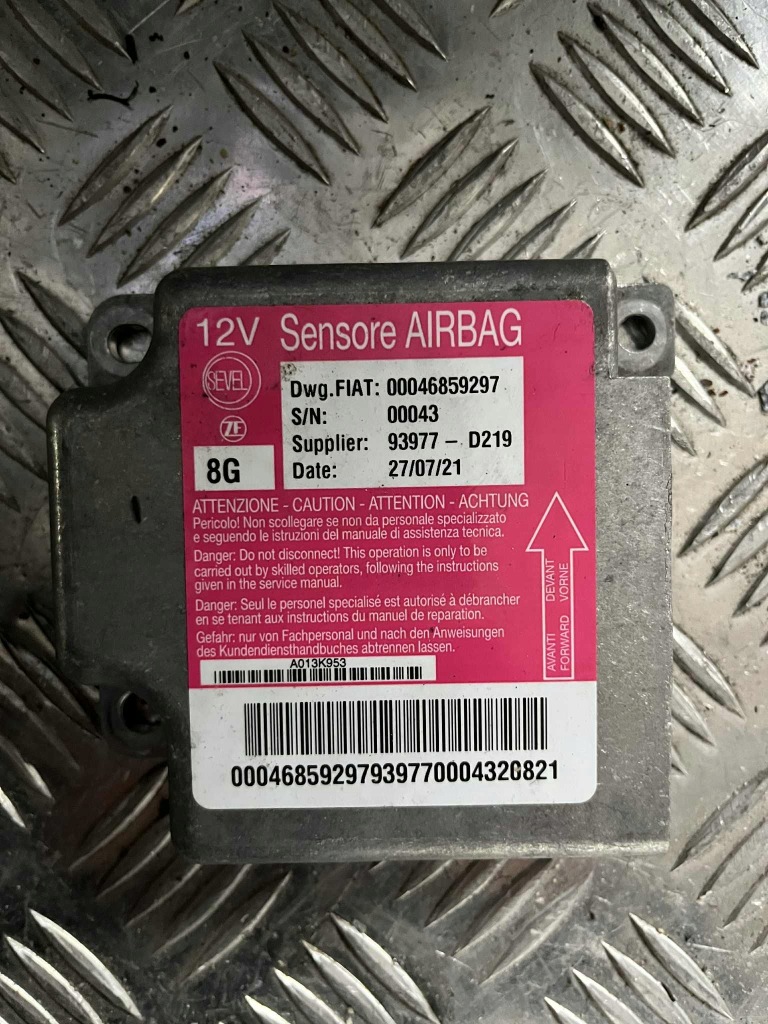 12V Sensore AIRBAG
SEVEL
ZF
8G
Dwg.FIAT: 00046859297
S/N: 00043
Supplier: 93977 - D219
Date: 27/07/21
ATTENZIONE - CAUTION - ATTENTION - ACHTUNG
Pericolo! Non scollegare se non da personale specializzato
e seguendo le istruzioni del manuale di assistenza tecnica.
Danger: Do not disconnect! This operation is only to be
carried out by skilled operators, following the instructions
given in the service manual.
Danger: Seul le personel specialisé est autorisé à débrancher
en se tenant aux instructions du manuel de reparation.
Gefahr: nur von Fachpersonal und nach den Anweisungen
des Kundendiensthandbuches abtrennen lassen.
AVANTI DEVANT
FORWARD VORNE
A013K953
00046859297939770004320821